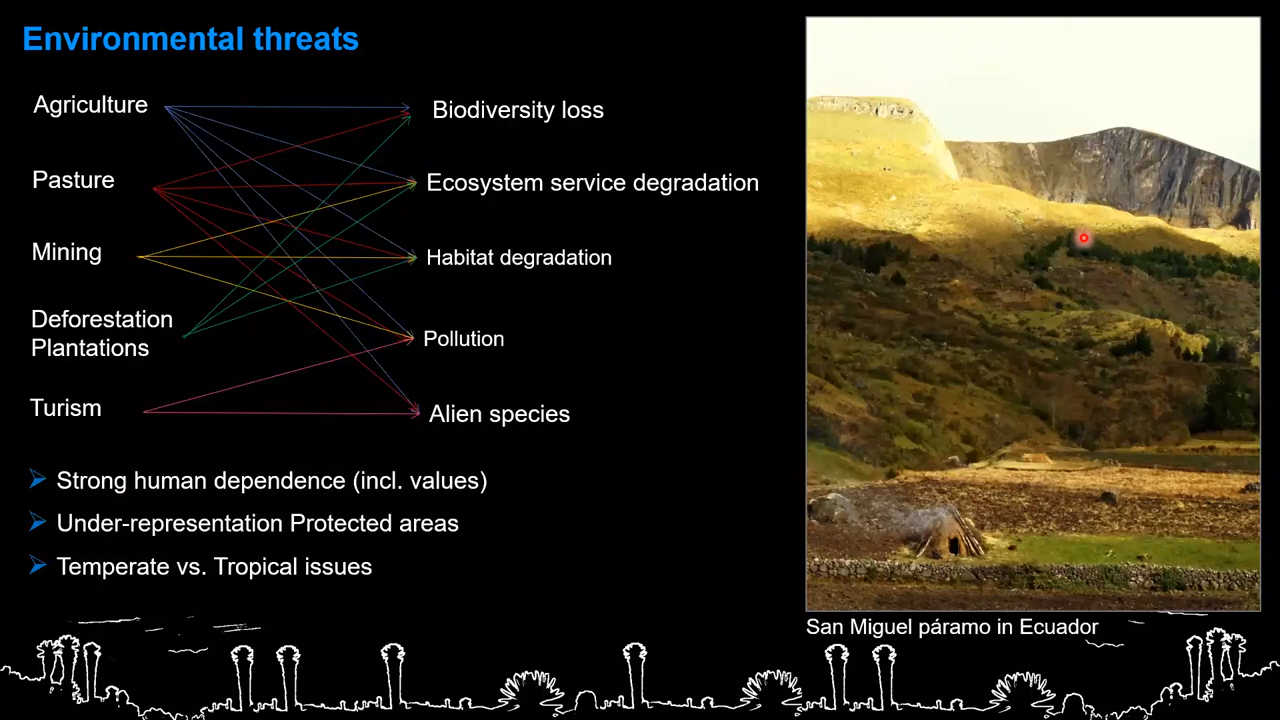 Environmental threats
Agriculture
Biodiversity loss
Pasture
Ecosystem service degradation
Mining
Habitat degradation
Deforestation
Plantations
Pollution
Turism
Alien species
Strong human dependence (incl. values)
Under-representation Protected areas
Temperate vs. Tropical issues
San Miguel páramo in Ecuador